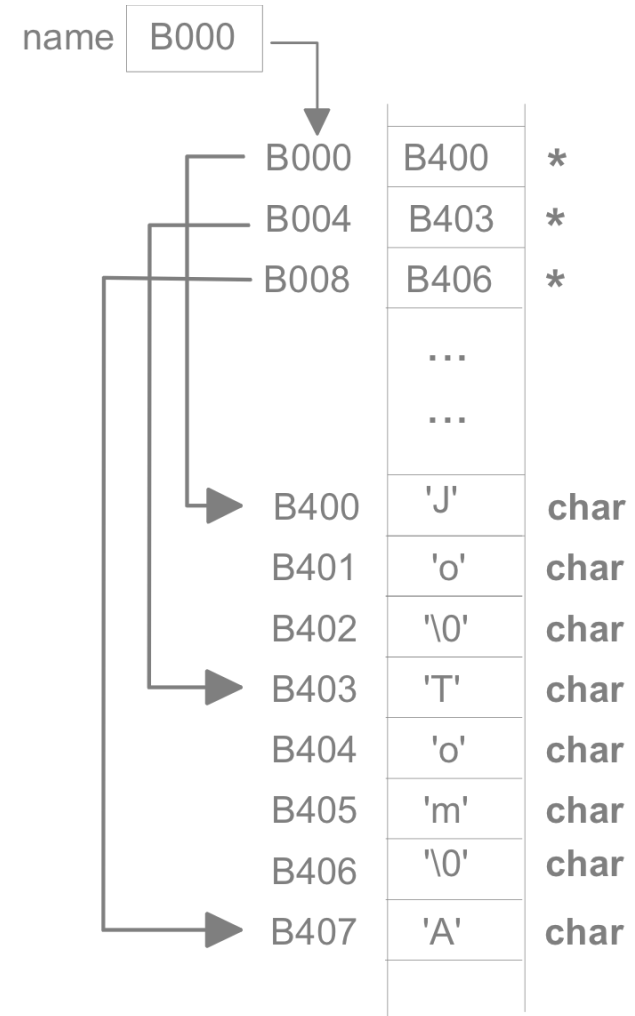 name B000
B000 B400 *
B004 B403 *
B008 B406 *
...
...
B400 'J' char
B401 'o' char
B402 '\0' char
B403 'T' char
B404 'o' char
B405 'm' char
B406 '\0' char
B407 'A' char